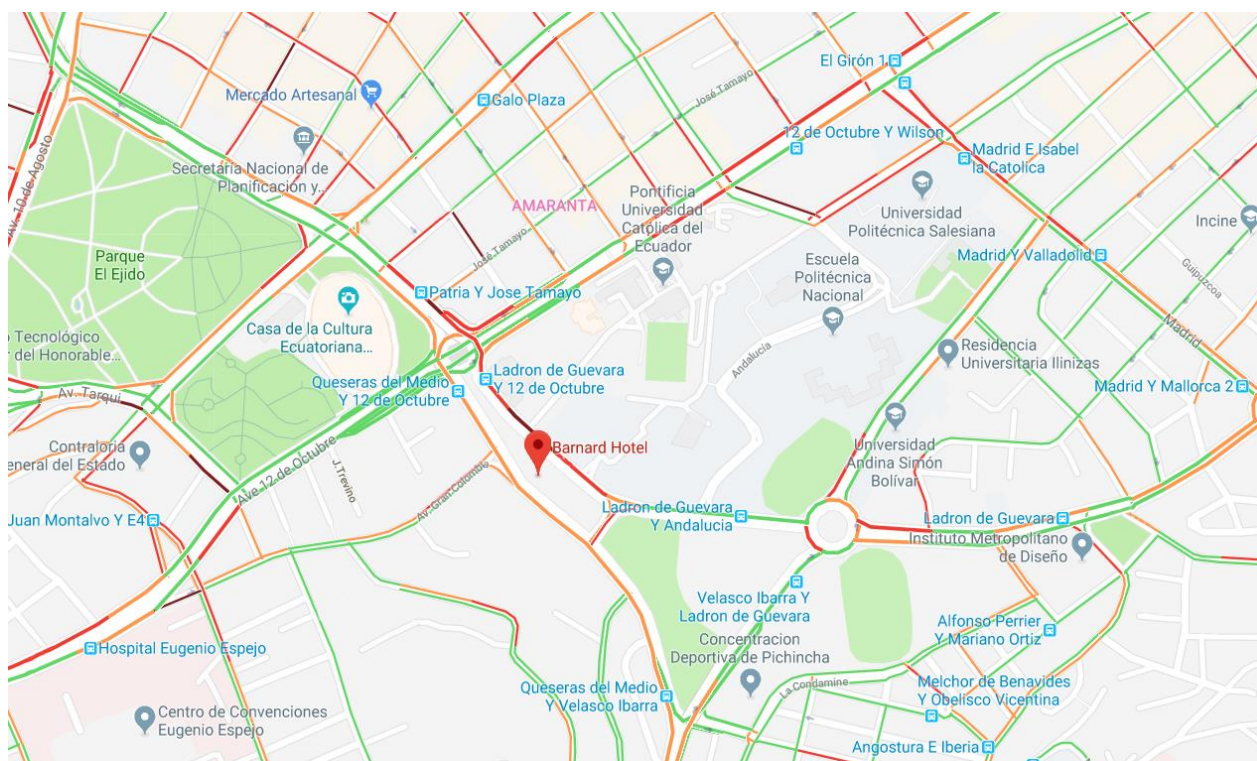 El Girón 1
Mercado Artesanal
Galo Plaza
José Tamayo
12 de Octubre Y Wilson
Secretaría Nacional de
Planificación y...
Madrid E Isabel
la Catolica
Av. 10 de Agosto
Pontificia
Universidad
Católica del
Ecuador
AMARANTA
Universidad
Politécnica Salesiana
Incine
Parque
El Ejido
José Tamayo
Escuela
Politécnica
Nacional
Madrid Y Valladolid
Guipuzcoa
Patria Y Jose Tamayo
Casa de la Cultura
Ecuatoriana...
Madrid
o Tecnológico
r del Honorable...
Andalucía
Residencia
Universitaria Ilinizas
Ladron de Guevara
Y 12 de Octubre
Queseras del Medio
Y 12 de Octubre
Madrid Y Mallorca 2
Av. Tarqui
Contraloría
General del Estado
Barnard Hotel
Universidad
Andina Simón
Bolívar
Ave 12 de Octubre
J.Trevino
Av. Gran Colombia
Juan Montalvo Y E4
Ladron de Guevara
Y Andalucia
Ladron de Guevara
Instituto Metropolitano
de Diseño
Velasco Ibarra Y
Ladron de Guevara
Alfonso Perrier
Y Mariano Ortiz
Hospital Eugenio Espejo
Concentracion
Deportiva de Pichincha
La Condamine
Queseras del Medio
Y Velasco Ibarra
Melchor de Benavides
Y Obelisco Vicentina
Centro de Convenciones
Eugenio Espejo
Angostura E Iberia